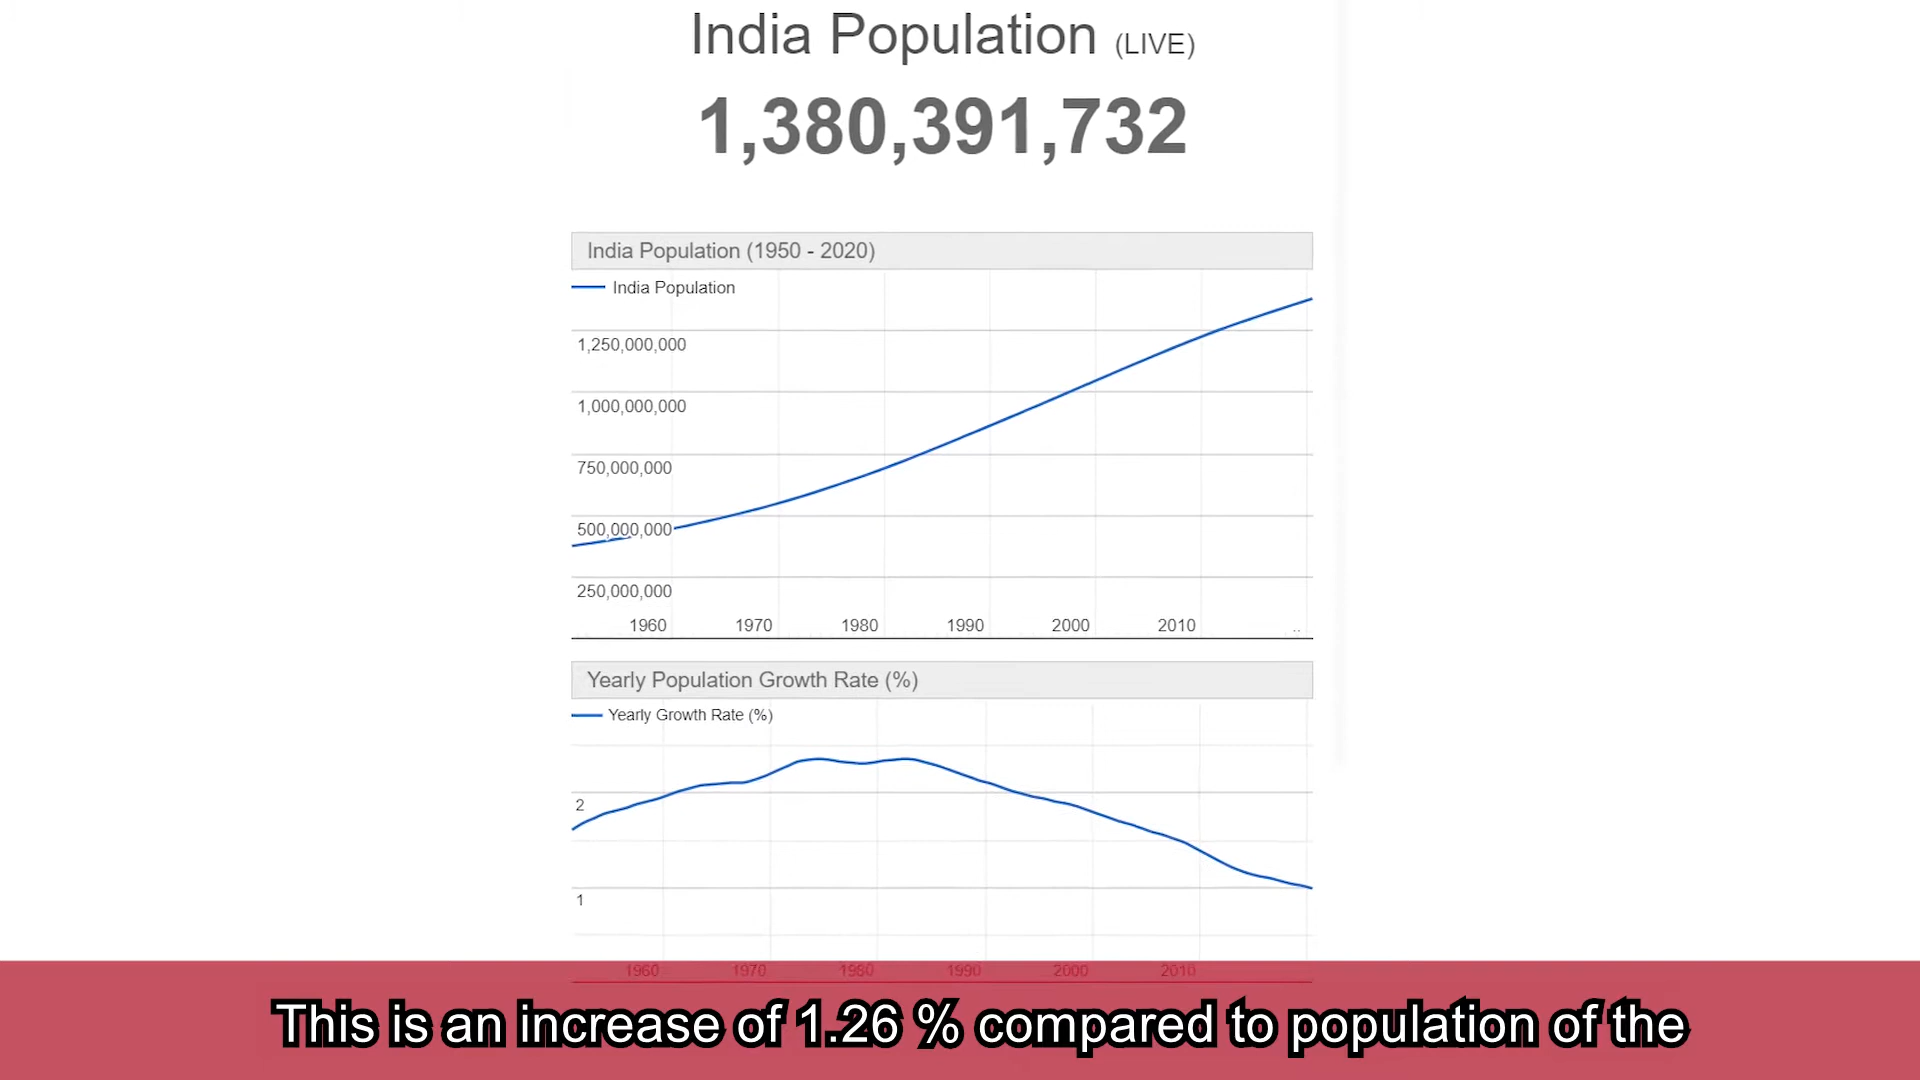 India Population (LIVE)
1,380,391,732
India Population (1950 - 2020)
India Population
1,250,000,000
1,000,000,000
750,000,000
500,000,000
250,000,000
1960 1970 1980 1990 2000 2010 ..
Yearly Population Growth Rate (%)
Yearly Growth Rate (%)
2
1
1960 1970 1980 1990 2000 2010
This is an increase of 1.26 % compared to population of the